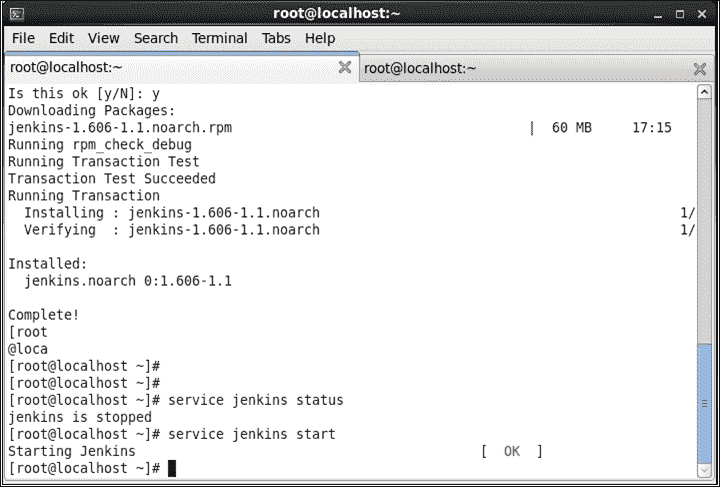 root@localhost:~
File Edit View Search Terminal Tabs Help
root@localhost:~ root@localhost:~
Is this ok [y/N]: y
Downloading Packages:
jenkins-1.606-1.1.noarch.rpm | 60 MB 17:15
Running rpm_check_debug
Running Transaction Test
Transaction Test Succeeded
Running Transaction
Installing : jenkins-1.606-1.1.noarch 1/
Verifying : jenkins-1.606-1.1.noarch 1/
Installed:
jenkins.noarch 0:1.606-1.1
Complete!
[root
@loca
[root@localhost ~]#
[root@localhost ~]#
[root@localhost ~]# service jenkins status
jenkins is stopped
[root@localhost ~]# service jenkins start
Starting Jenkins [ OK ]
[root@localhost ~]#